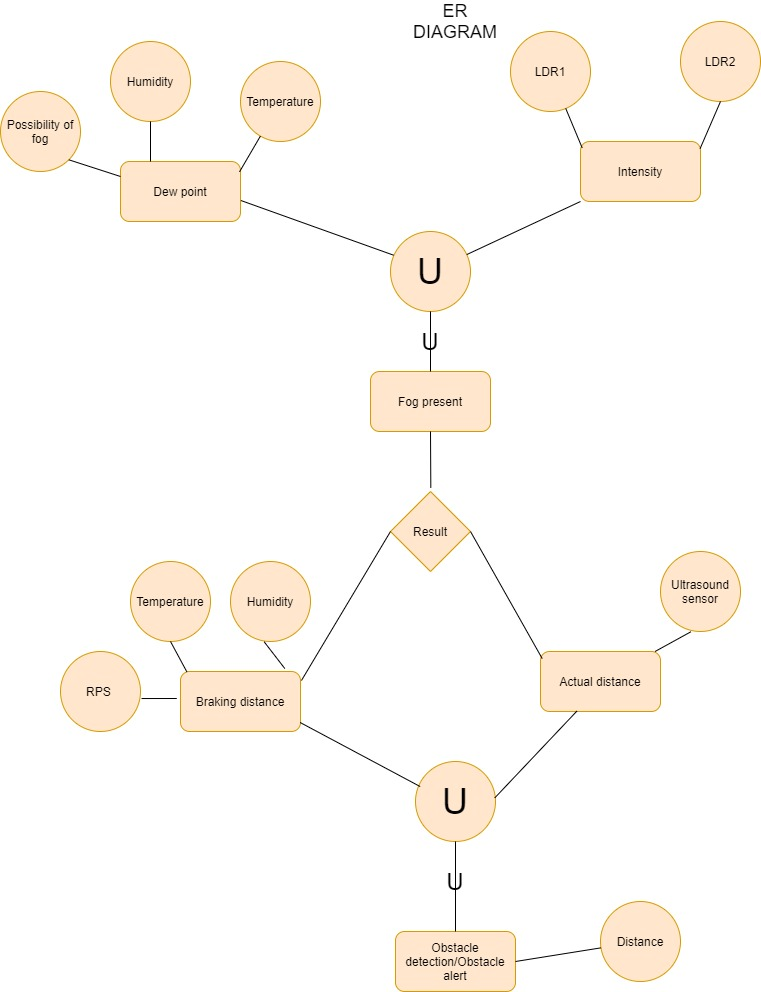 ER
DIAGRAM
LDR1
LDR2
Humidity
Temperature
Possibility of
fog
Dew point
Intensity
U
U
Fog present
Result
Temperature
Humidity
Ultrasound
sensor
RPS
Braking distance
Actual distance
U
U
Obstacle
detection/Obstacle
alert
Distance